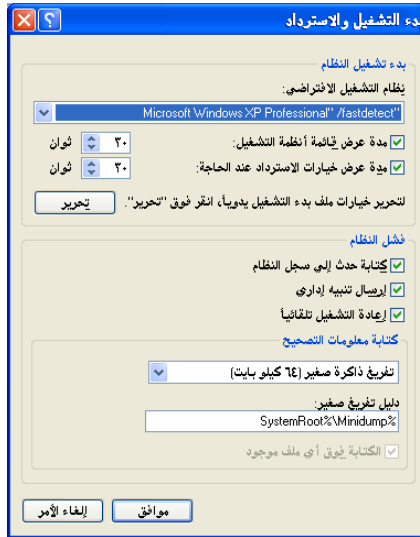 بدء التشغيل والاسترداد
بدء تشغيل النظام
نظام التشغيل الافتراضي:
Microsoft Windows XP Professional" /fastdetect"
مدة عرض قائمة أنظمة التشغيل: ٣٠ ثوان
مدة عرض خيارات الاسترداد عند الحاجة: ٣٠ ثوان
لتحرير خيارات ملف بدء التشغيل يدوياً، انقر فوق "تحرير". تحرير
فشل النظام
كتابة حدث إلى سجل النظام
إرسال تنبيه إداري
إعادة التشغيل تلقائياً
كتابة معلومات التصحيح
تفريغ ذاكرة صغير (٦٤ كيلو بايت)
دليل تفريغ صغير:
SystemRoot%\Minidump%
الكتابة فوق أي ملف موجود
موافق إلغاء الأمر